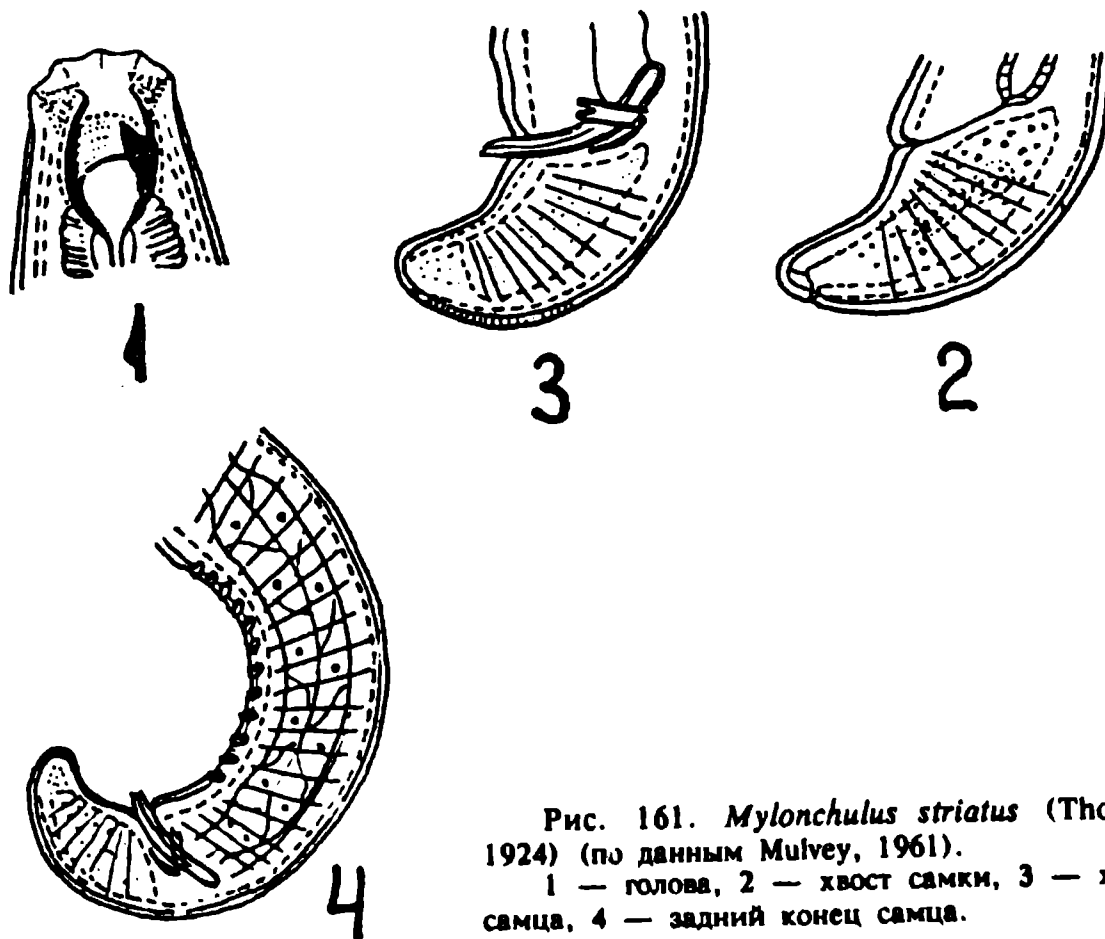 1
3
2
4
Рис. 161. Mylonchulus striatus
1924) (по данным Mulvey, 1961).
1 — голова, 2 — хвост самки, 3 —
самца, 4 — задний конец самца.